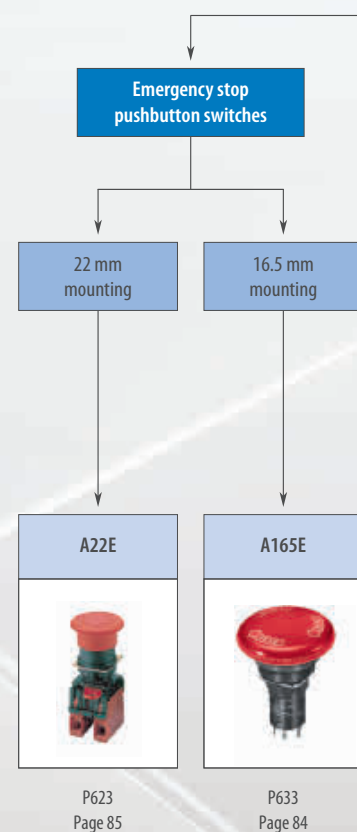 Emergency stop
pushbutton switches
22 mm
mounting
16.5 mm
mounting
A22E
A165E
P623
Page 85
P633
Page 84